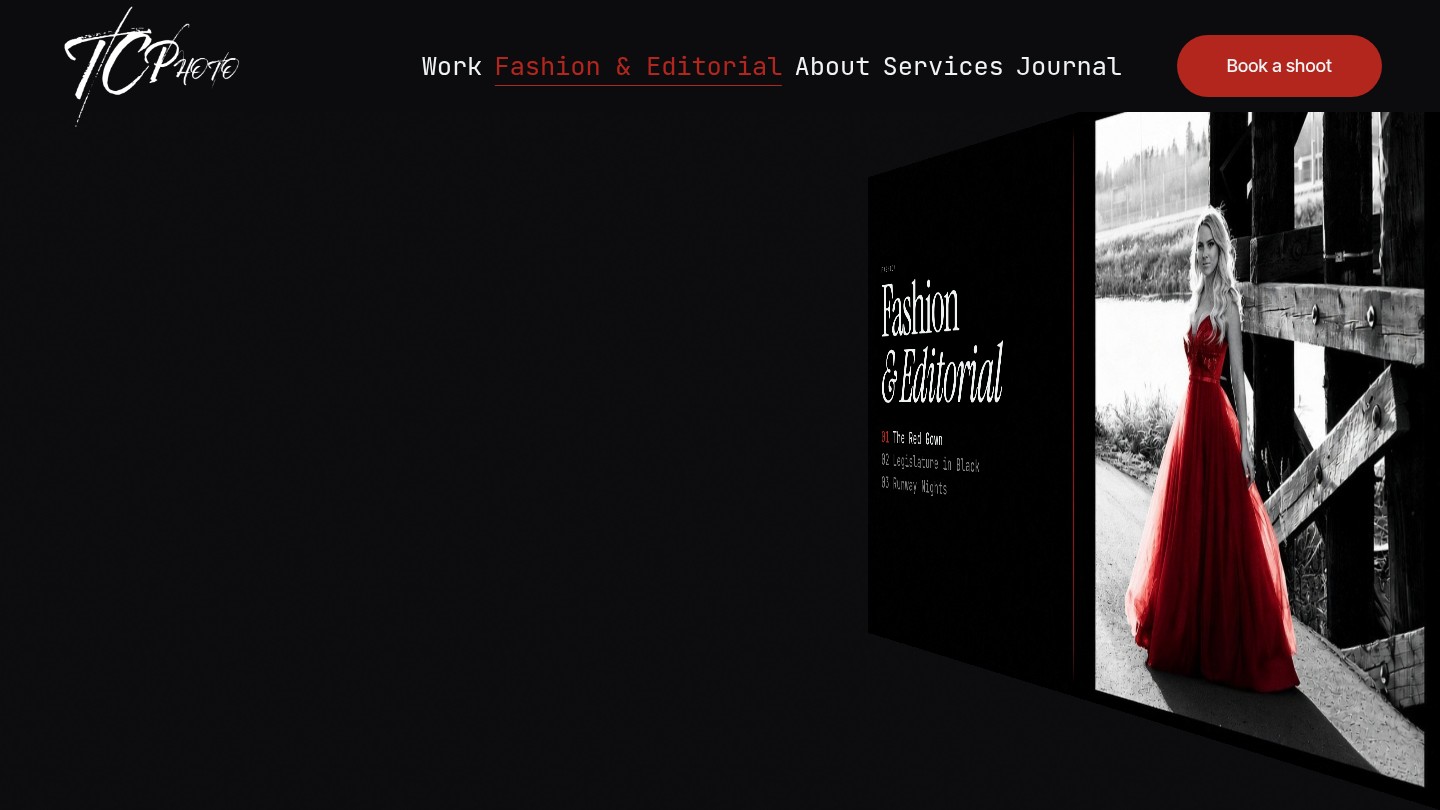 TCPHOTO
Work Fashion & Editorial About Services Journal
Book a shoot
Fashion
& Editorial
01 The Red Gown
02 Legislature in Black
03 Runway Nights